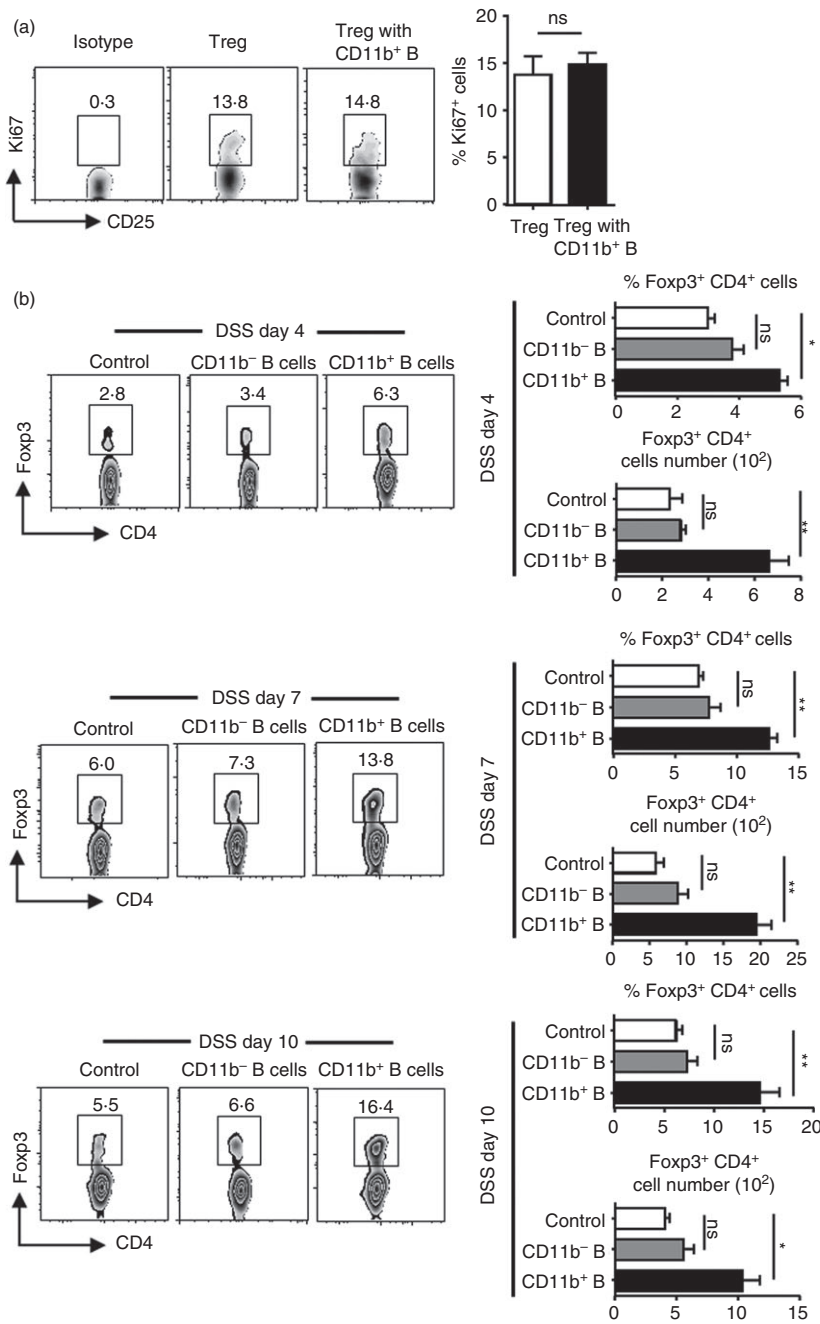 (a)
Isotype
Treg
Treg with
CD11b⁺ B
0·3
13·8
14·8
Ki67
CD25
ns
% Ki67⁺ cells
20
15
10
5
0
Treg
Treg with
CD11b⁺ B
(b)
DSS day 4
Control
CD11b⁻ B cells
CD11b⁺ B cells
2·8
3·4
6·3
Foxp3
CD4
DSS day 4
% Foxp3⁺ CD4⁺ cells
Control
CD11b⁻ B
CD11b⁺ B
ns
*
0 2 4 6
Foxp3⁺ CD4⁺
cells number (10²)
Control
CD11b⁻ B
CD11b⁺ B
ns
**
0 2 4 6 8
DSS day 7
Control
CD11b⁻ B cells
CD11b⁺ B cells
6·0
7·3
13·8
Foxp3
CD4
DSS day 7
% Foxp3⁺ CD4⁺ cells
Control
CD11b⁻ B
CD11b⁺ B
ns
**
0 5 10 15
Foxp3⁺ CD4⁺
cell number (10²)
Control
CD11b⁻ B
CD11b⁺ B
ns
**
0 5 10 15 20 25
DSS day 10
Control
CD11b⁻ B cells
CD11b⁺ B cells
5·5
6·6
16·4
Foxp3
CD4
DSS day 10
% Foxp3⁺ CD4⁺ cells
Control
CD11b⁻ B
CD11b⁺ B
ns
**
0 5 10 15 20
Foxp3⁺ CD4⁺
cell number (10²)
Control
CD11b⁻ B
CD11b⁺ B
ns
*
0 5 10 15